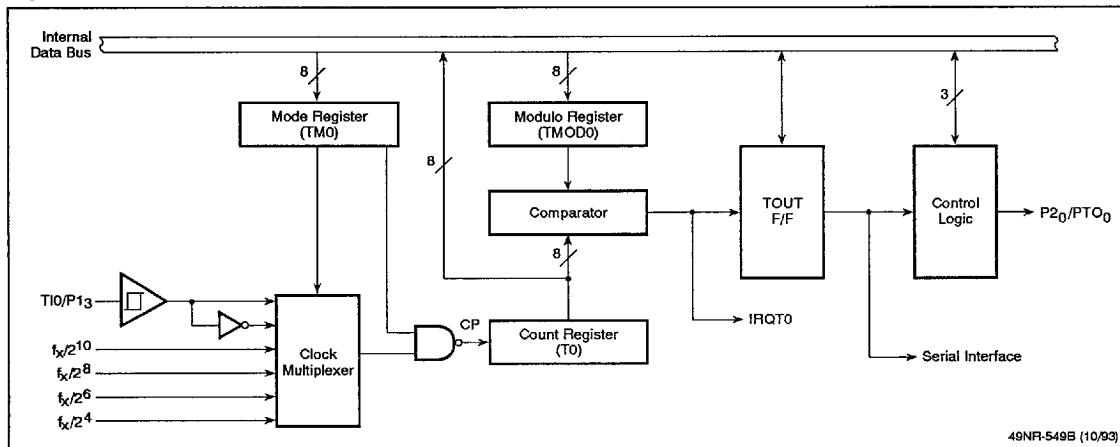 Internal
Data Bus
8
8
3
Mode Register
(TM0)
Modulo Register
(TMOD0)
8
Comparator
TOUT
F/F
Control
Logic
P2₀/PTO₀
8
TI0/P1₃
CP
Count Register
(T0)
IRQT0
Clock
Multiplexer
fₓ/2¹⁰
fₓ/2⁸
fₓ/2⁶
fₓ/2⁴
Serial Interface
49NR-549B (10/93)